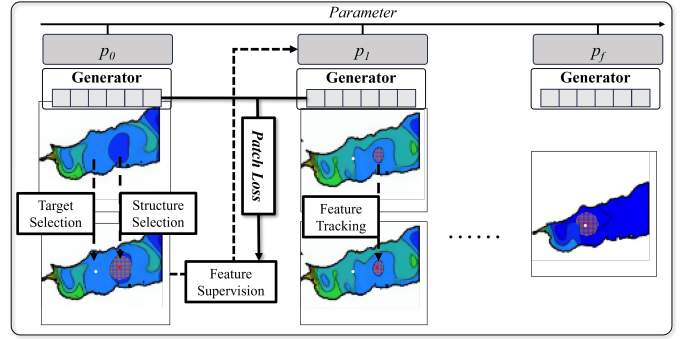 Parameter
p0
p1
pf
Generator
Generator
Generator
Patch Loss
Target
Selection
Structure
Selection
Feature
Tracking
Feature
Supervision
......